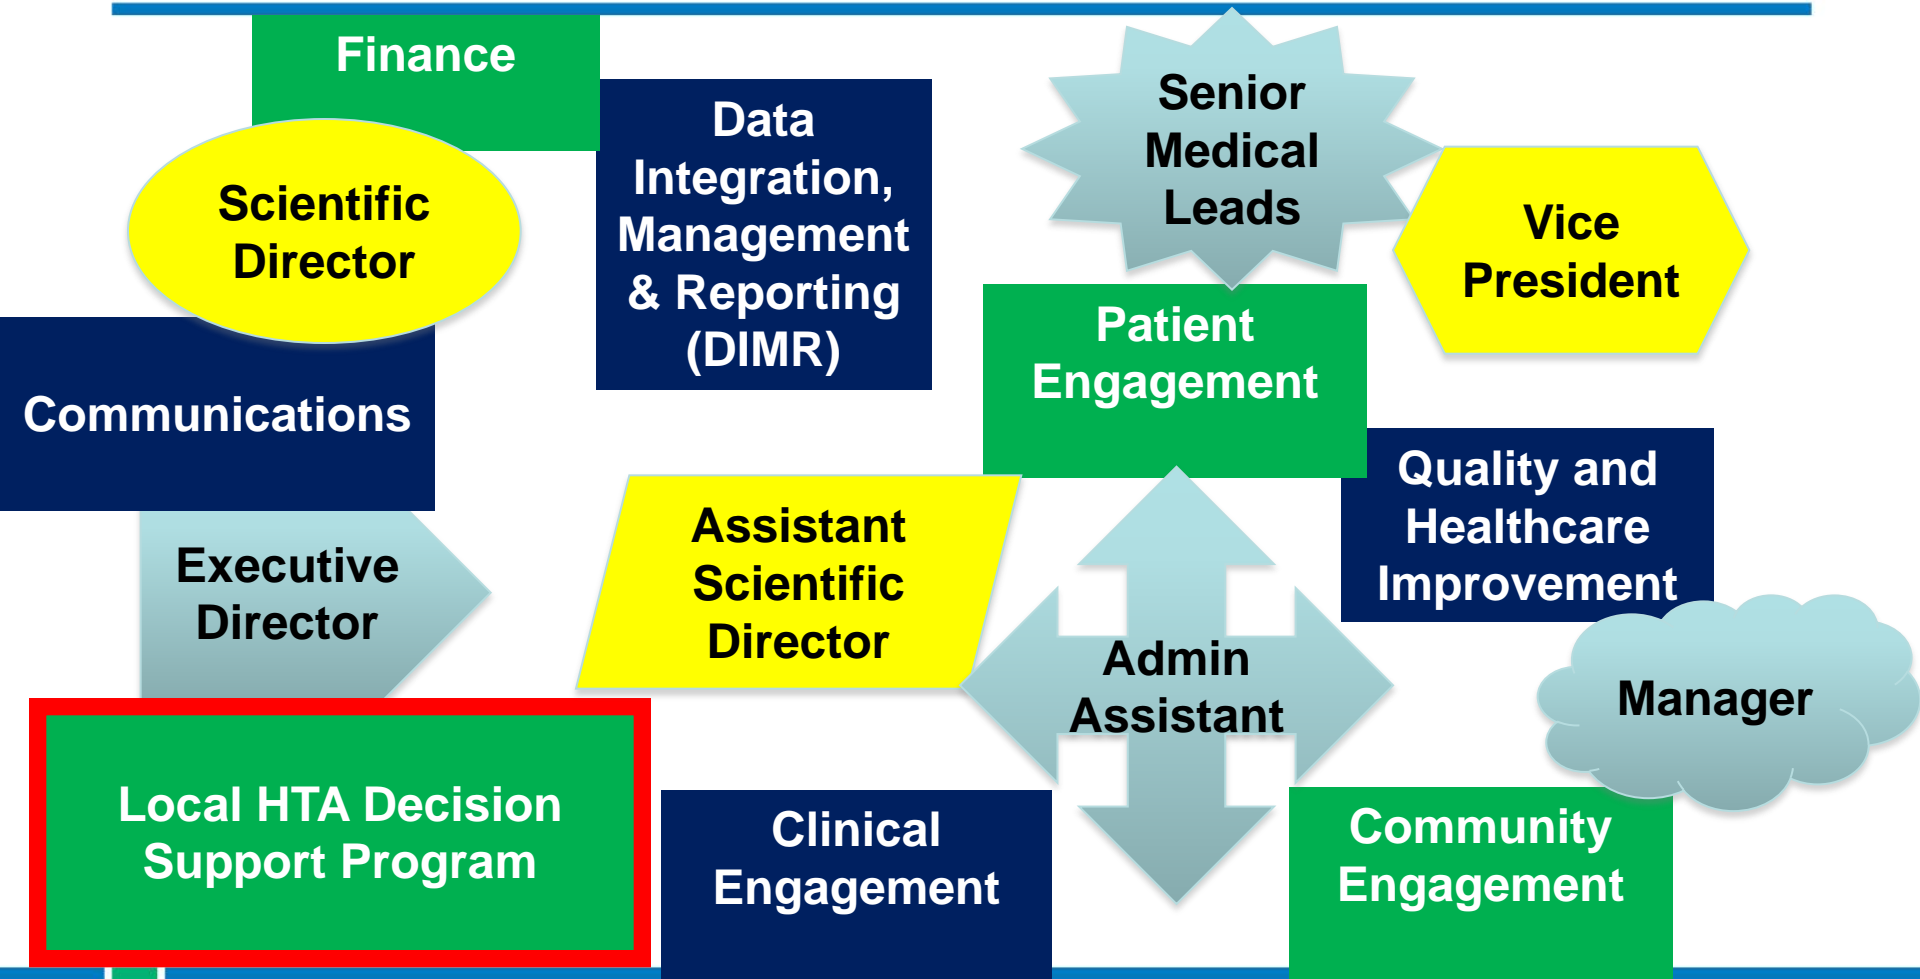 Finance
Scientific
Director
Data
Integration,
Management
& Reporting
(DIMR)
Senior
Medical
Leads
Vice
President
Communications
Patient
Engagement
Quality and
Healthcare
Improvement
Executive
Director
Assistant
Scientific
Director
Admin
Assistant
Manager
Local HTA Decision
Support Program
Clinical
Engagement
Community
Engagement